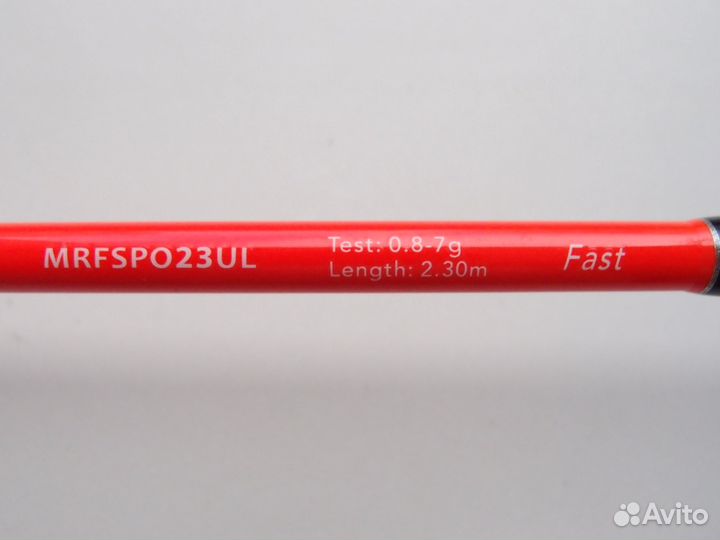 MRFSPO23UL
Test: 0.8-7g
Length: 2.30m
Fast
Avito